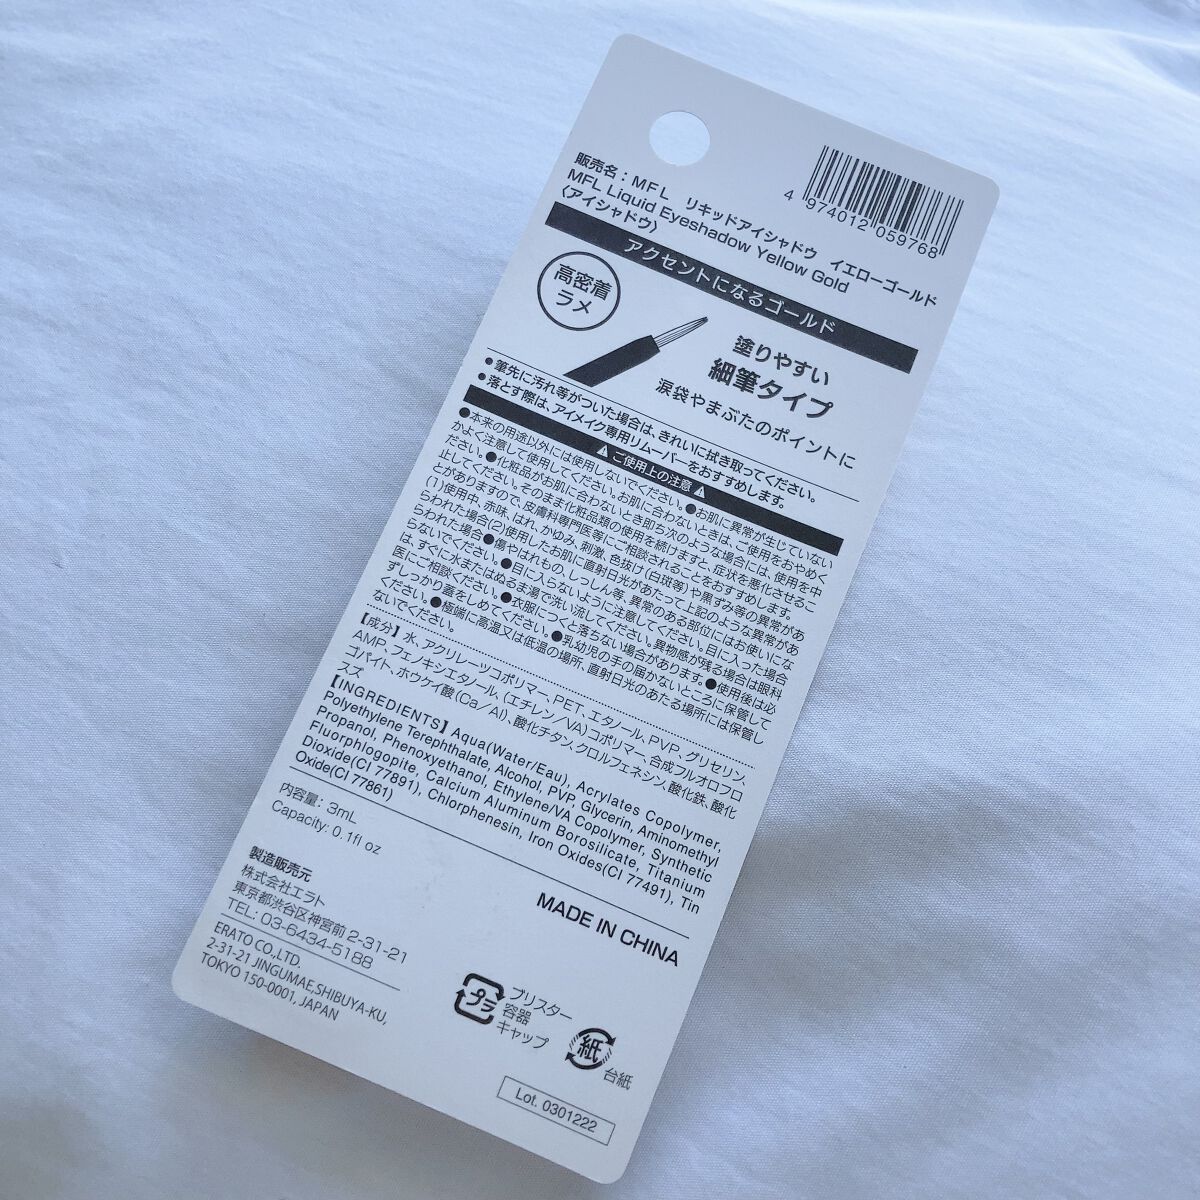 販売名：MFL リキッドアイシャドウ イエローゴールド
MFL Liquid Eyeshadow Yellow Gold
〈アイシャドウ〉
4 974012 059768
アクセントになるゴールド
高密着
ラメ
塗りやすい
細筆タイプ
涙袋やまぶたのポイントに
●筆先に汚れ等がついた場合は、きれいに拭き取ってください。
●落とす際は、アイメイク専用リムーバーをおすすめします。
⚠ ご使用上の注意 ⚠
●本来の用途以外には使用しないでください。●お肌に異常が生じていない
かよく注意して使用してください。お肌に合わないときは、ご使用をおやめく
ださい。●化粧品がお肌に合わないとき即ち次のような場合には、使用を中
止してください。そのまま化粧品類の使用を続けますと、症状を悪化させるこ
とがありますので、皮膚科専門医等にご相談されることをおすすめします。
(1)使用中、赤味、はれ、かゆみ、刺激、色抜け(白斑等)や黒ずみ等の異常があ
らわれた場合(2)使用したお肌に直射日光があたって上記のような異常があ
らわれた場合●傷やはれもの、しっしん等、異常のある部位にはお使いにな
らないでください。●目に入らないように注意してください。目に入った場合
は、すぐに水またはぬるま湯で洗い流してください。異物感が残る場合は眼科
医にご相談ください。●衣服につくと落ちない場合があります。●使用後は必
ずしっかり蓋をしめてください。●乳幼児の手の届かないところに保管して
ください。●極端に高温又は低温の場所、直射日光のあたる場所には保管し
ないでください。
【成分】水、アクリレーツコポリマー、PET、エタノール、PVP、グリセリン、
AMP、フェノキシエタノール、(エチレン／VA)コポリマー、合成フルオロフロ
ゴパイト、ホウケイ酸(Ca／Al)、酸化チタン、クロルフェネシン、酸化鉄、酸化
スズ
【INGREDIENTS】Aqua(Water/Eau), Acrylates Copolymer,
Polyethylene Terephthalate, Alcohol, PVP, Glycerin, Aminomethyl
Propanol, Phenoxyethanol, Ethylene/VA Copolymer, Synthetic
Fluorphlogopite, Calcium Aluminum Borosilicate, Titanium
Dioxide(CI 77891), Chlorphenesin, Iron Oxides(CI 77491), Tin
Oxide(CI 77861)
内容量：3mL
Capacity: 0.1fl oz
MADE IN CHINA
製造販売元
株式会社エラト
東京都渋谷区神宮前2-31-21
TEL: 03-6434-5188
ERATO CO.,LTD.
2-31-21 JINGUMAE,SHIBUYA-KU,
TOKYO 150-0001, JAPAN
プラ
ブリスター
容器
キャップ
紙
台紙
Lot. 0301222